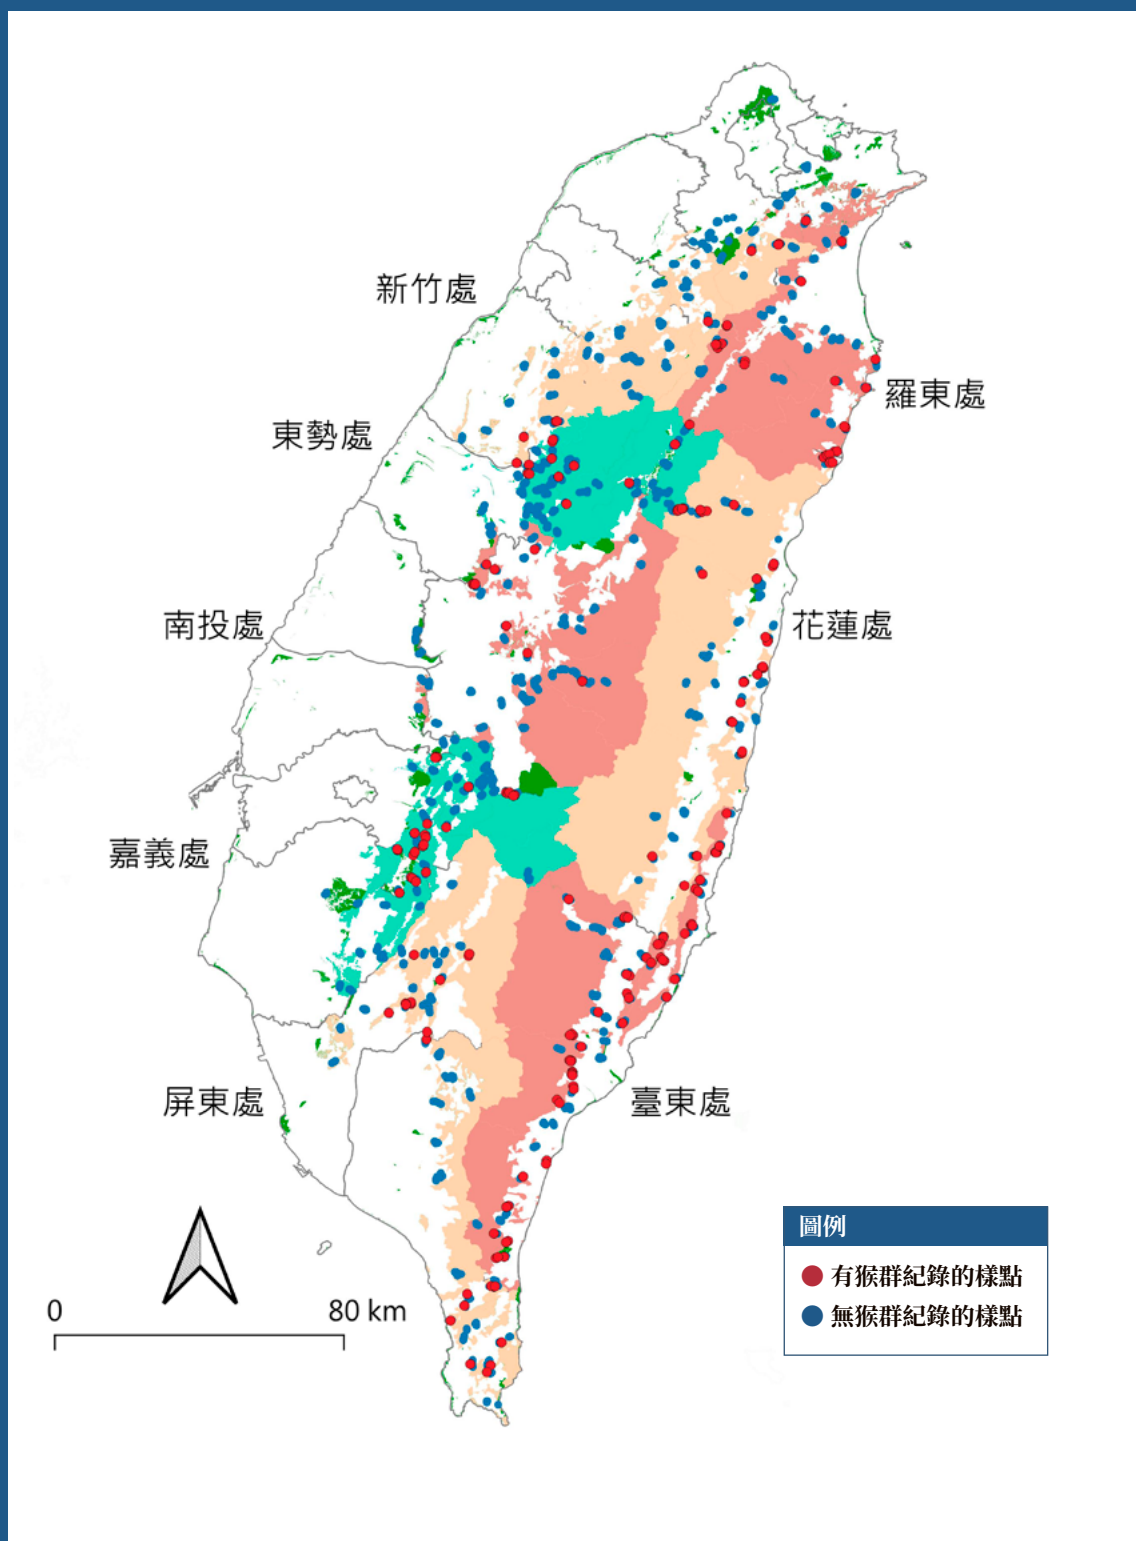 新竹處
羅東處
東勢處
南投處
花蓮處
嘉義處
屏東處
臺東處
圖例
有猴群紀錄的樣點
無猴群紀錄的樣點
0 80 km